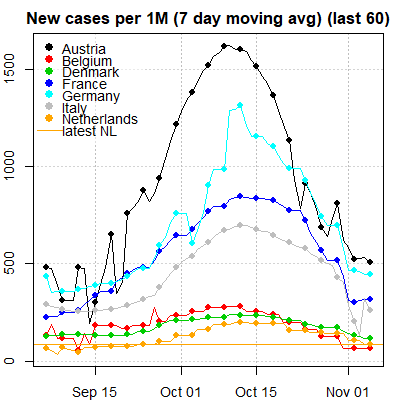 New cases per 1M (7 day moving avg) (last 60)
Austria
Belgium
Denmark
France
Germany
Italy
Netherlands
latest NL
1500
1000
500
0
Sep 15
Oct 01
Oct 15
Nov 01